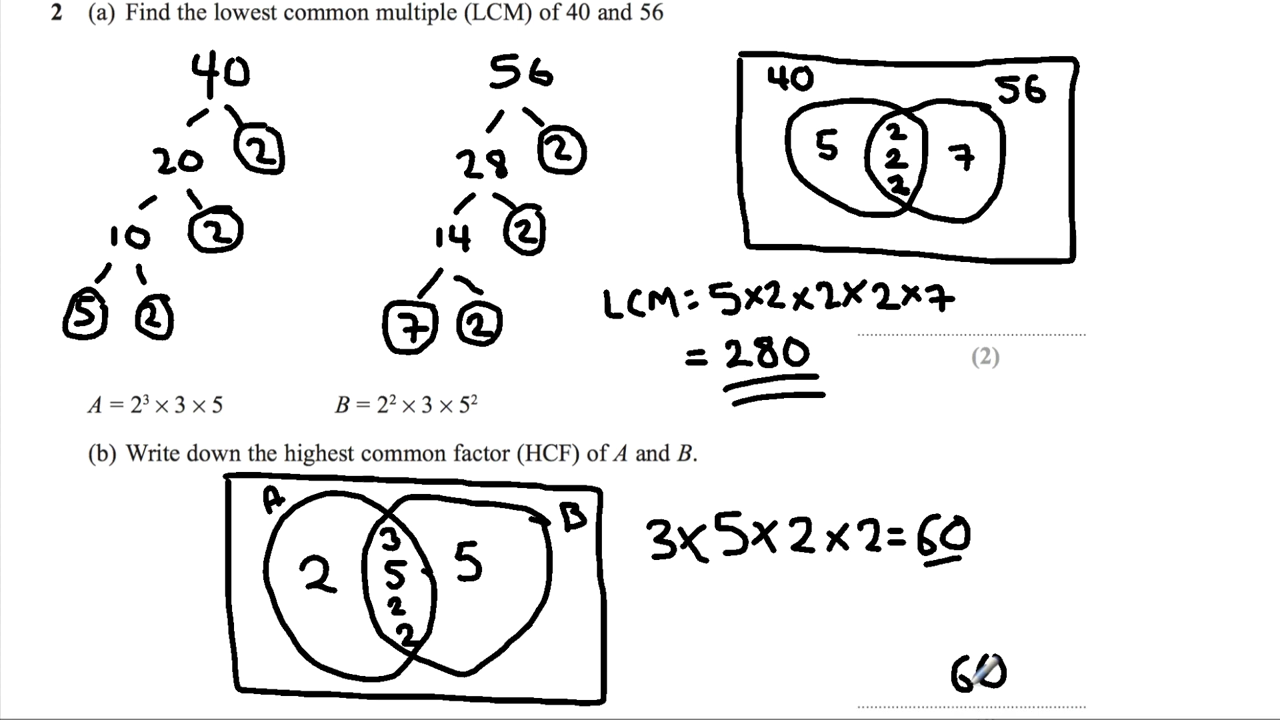 2 (a) Find the lowest common multiple (LCM) of 40 and 56
40
20 2
10 2
5 2
56
28 2
14 2
7 2
40 56
5 2 7
2
2
LCM: 5×2×2×2×7
= 280
(2)
A = 2³ × 3 × 5 B = 2² × 3 × 5²
(b) Write down the highest common factor (HCF) of A and B.
A B
2 3 5
5
2
2
3×5×2×2=60
60